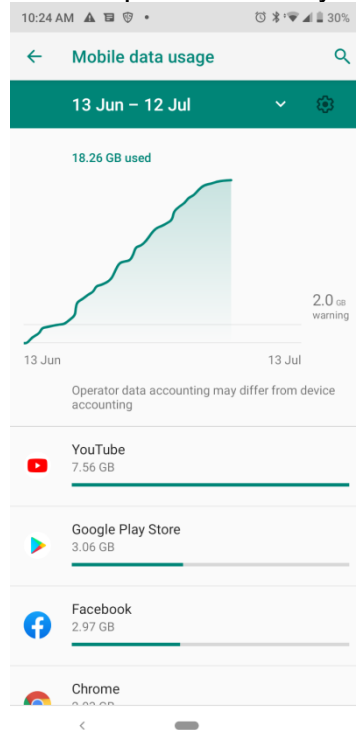 10:24 AM
30%
Mobile data usage
13 Jun – 12 Jul
18.26 GB used
2.0 GB
warning
13 Jun
13 Jul
Operator data accounting may differ from device
accounting
YouTube
7.56 GB
Google Play Store
3.06 GB
Facebook
2.97 GB
Chrome